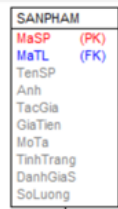 SANPHAM
MaSP (PK)
MaTL (FK)
TenSP
Anh
TacGia
GiaTien
MoTa
TinhTrang
DanhGiaS
SoLuong